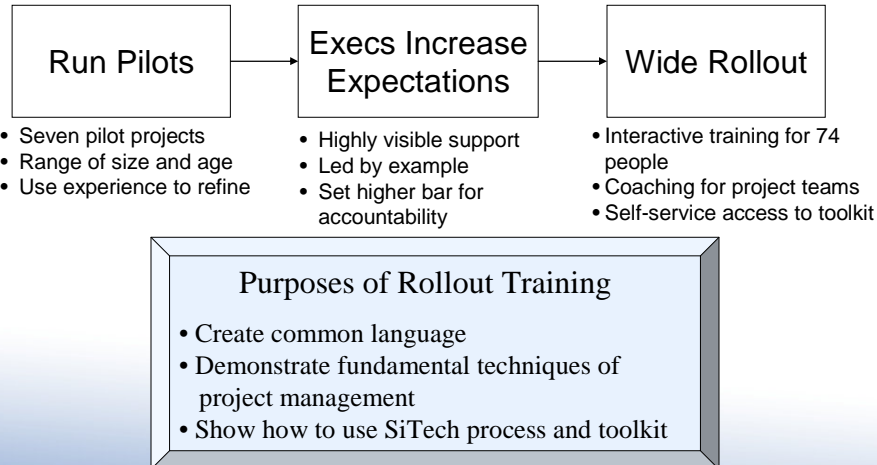 Run Pilots
Execs Increase
Expectations
Wide Rollout
• Seven pilot projects
• Range of size and age
• Use experience to refine
• Highly visible support
• Led by example
• Set higher bar for
accountability
• Interactive training for 74
people
• Coaching for project teams
• Self-service access to toolkit
Purposes of Rollout Training
• Create common language
• Demonstrate fundamental techniques of
project management
• Show how to use SiTech process and toolkit